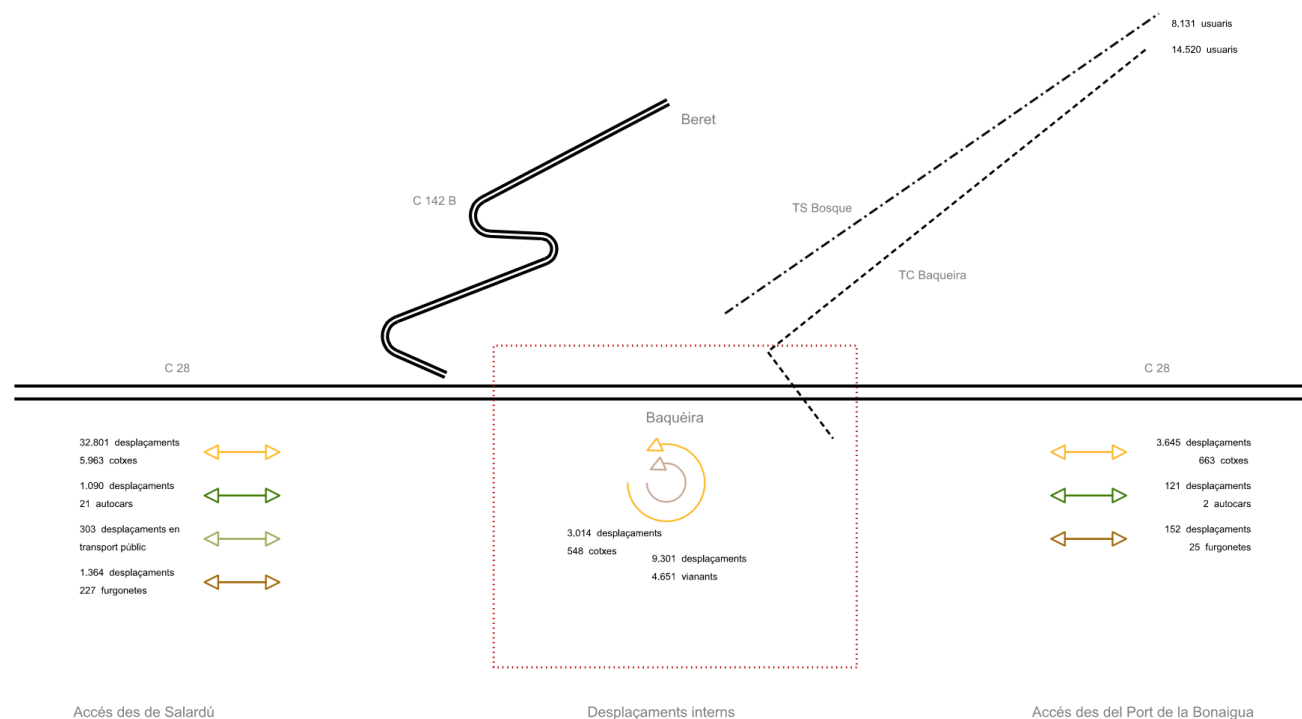 8.131 usuaris
14.520 usuaris
Beret
C 142 B
TS Bosque
TC Baqueira
C 28
C 28
Baquèira
32.801 desplaçaments
5.963 cotxes
1.090 desplaçaments
21 autocars
303 desplaçaments en
transport públic
1.364 desplaçaments
227 furgonetes
3,014 desplaçaments
548 cotxes
9.301 desplaçaments
4.651 vianants
3.645 desplaçaments
663 cotxes
121 desplaçaments
2 autocars
152 desplaçaments
25 furgonetes
Accés des de Salardú
Desplaçaments interns
Accés des del Port de la Bonaigua